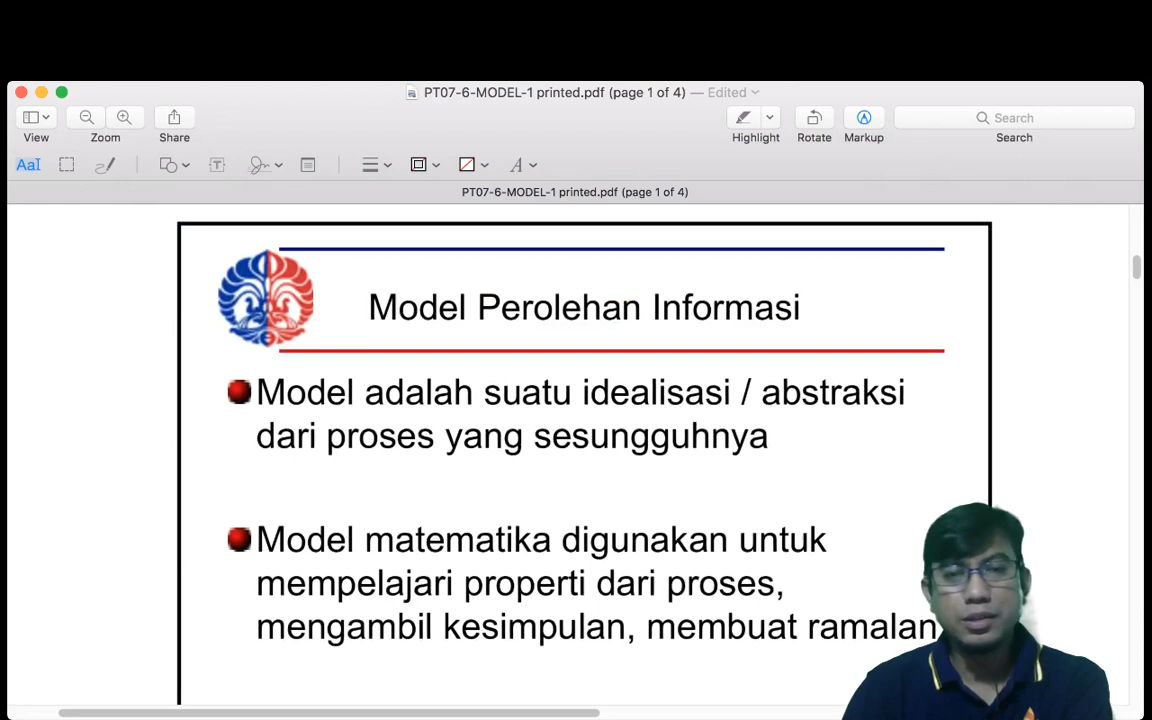 PT07-6-MODEL-1 printed.pdf (page 1 of 4) — Edited
View
Zoom
Share
Highlight
Rotate
Markup
Search
Search
AaI
T
A
PT07-6-MODEL-1 printed.pdf (page 1 of 4)
Model Perolehan Informasi
Model adalah suatu idealisasi / abstraksi
dari proses yang sesungguhnya
Model matematika digunakan untuk
mempelajari properti dari proses,
mengambil kesimpulan, membuat ramalan